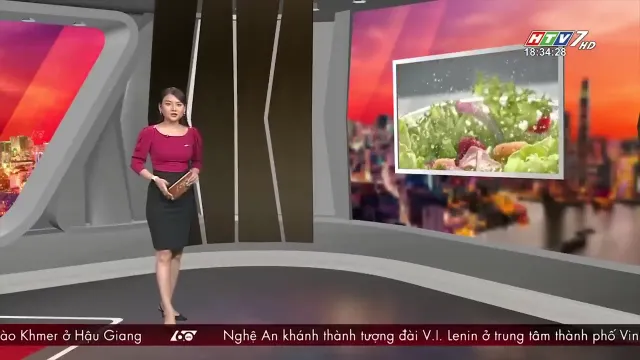 HTV7 HD
18:34:28
ào Khmer ở Hậu Giang 60 Nghệ An khánh thành tượng đài V.I. Lenin ở trung tâm thành phố Vin